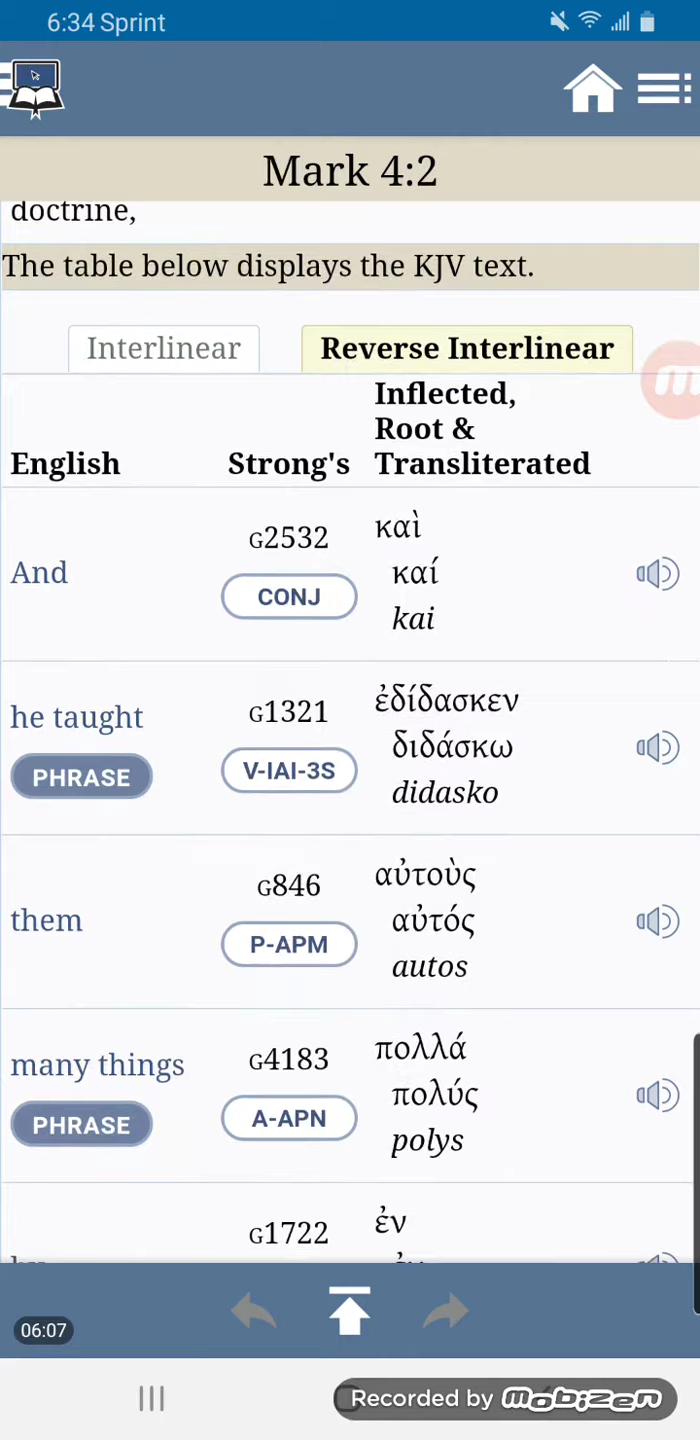 6:34 Sprint
Mark 4:2
doctrine,
The table below displays the KJV text.
Interlinear Reverse Interlinear
English Strong's Inflected, Root & Transliterated
And G2532 καὶ
CONJ καί
kai
he taught G1321 ἐδίδασκεν
PHRASE V-IAI-3S διδάσκω
didasko
them G846 αὐτοὺς
P-APM αὐτός
autos
many things G4183 πολλά
PHRASE A-APN πολύς
polys
G1722 ἐν
06:07
Recorded by mobizen